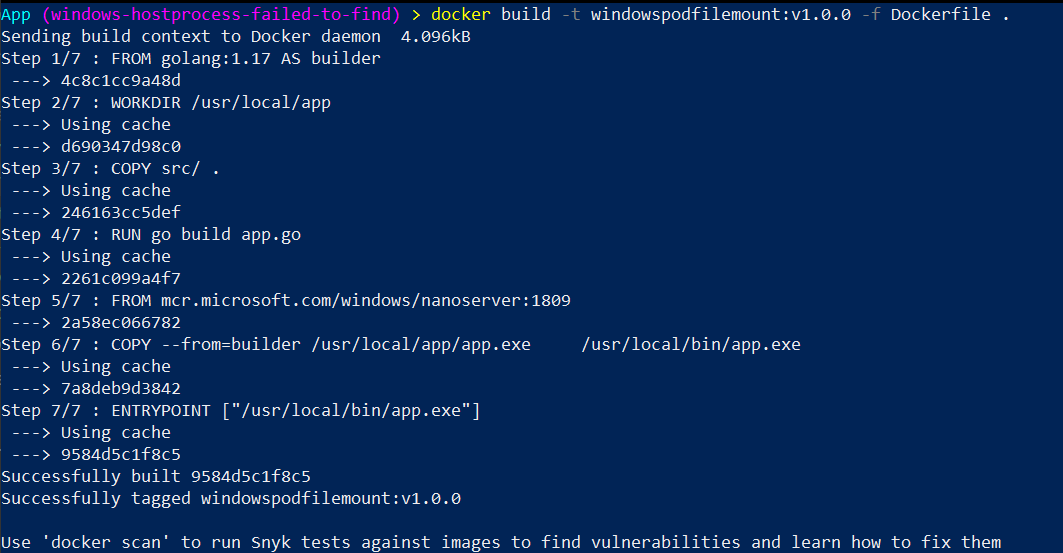 App (windows-hostprocess-failed-to-find) > docker build -t windowspodfilemount:v1.0.0 -f Dockerfile .
Sending build context to Docker daemon  4.096kB
Step 1/7 : FROM golang:1.17 AS builder
 ---> 4c8c1cc9a48d
Step 2/7 : WORKDIR /usr/local/app
 ---> Using cache
 ---> d690347d98c0
Step 3/7 : COPY src/ .
 ---> Using cache
 ---> 246163cc5def
Step 4/7 : RUN go build app.go
 ---> Using cache
 ---> 2261c099a4f7
Step 5/7 : FROM mcr.microsoft.com/windows/nanoserver:1809
 ---> 2a58ec066782
Step 6/7 : COPY --from=builder /usr/local/app/app.exe     /usr/local/bin/app.exe
 ---> Using cache
 ---> 7a8deb9d3842
Step 7/7 : ENTRYPOINT ["/usr/local/bin/app.exe"]
 ---> Using cache
 ---> 9584d5c1f8c5
Successfully built 9584d5c1f8c5
Successfully tagged windowspodfilemount:v1.0.0
Use 'docker scan' to run Snyk tests against images to find vulnerabilities and learn how to fix them